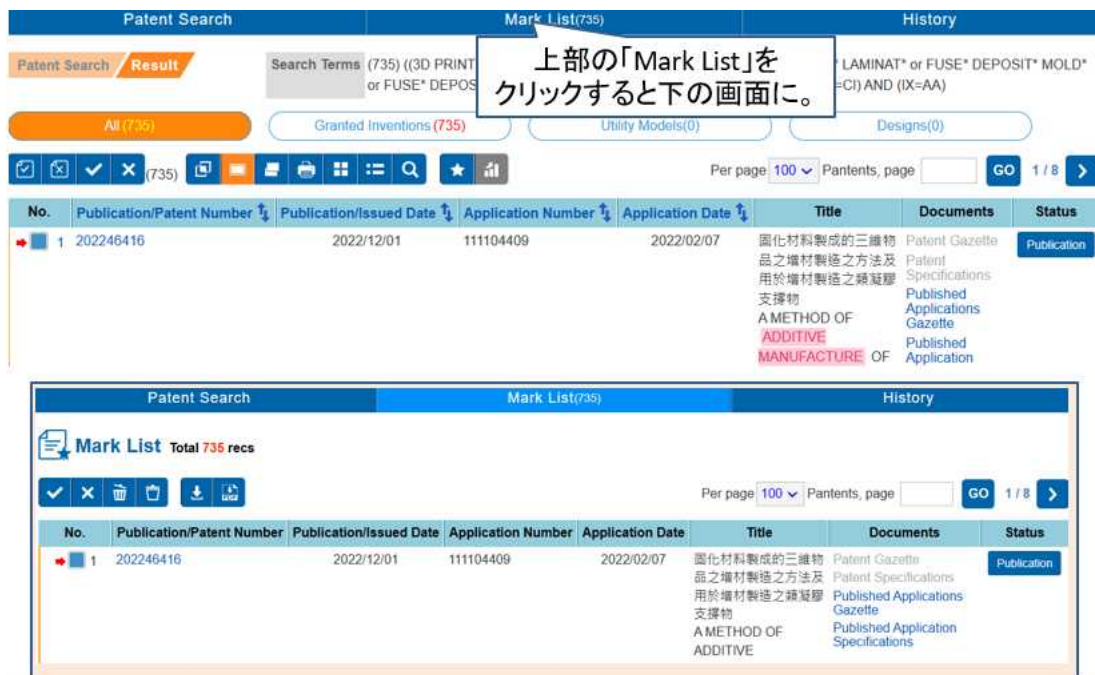 Patent Search
Mark List(735)
History
上部の「Mark List」を
クリックすると下の画面に。
Patent Search
Result
Search Terms
(735) ((3D PRINT
LAMINAT* or FUSE* DEPOSIT* MOLD*
or FUSE* DEPOS
=CI) AND (IX=AA)
All (735)
Granted Inventions (735)
Utility Models(0)
Designs(0)
(735)
Per page 100 Pantents, page GO 1 / 8
No. Publication/Patent Number Publication/Issued Date Application Number Application Date Title Documents Status
1 202246416 2022/12/01 111104409 2022/02/07
固化材料製成的三維物
品之增材製造之方法及
用於增材製造之類凝膠
支撐物
A METHOD OF
ADDITIVE
MANUFACTURE OF
Patent Gazette
Patent
Specifications
Published
Applications
Gazette
Published
Application
Publication
Patent Search
Mark List(735)
History
Mark List Total 735 recs
Per page 100 Pantents, page GO 1 / 8
No. Publication/Patent Number Publication/Issued Date Application Number Application Date Title Documents Status
1 202246416 2022/12/01 111104409 2022/02/07
固化材料製成的三維物
品之增材製造之方法及
用於增材製造之類凝膠
支撐物
A METHOD OF
ADDITIVE
Patent Gazette
Patent Specifications
Published Applications
Gazette
Published Application
Specifications
Publication